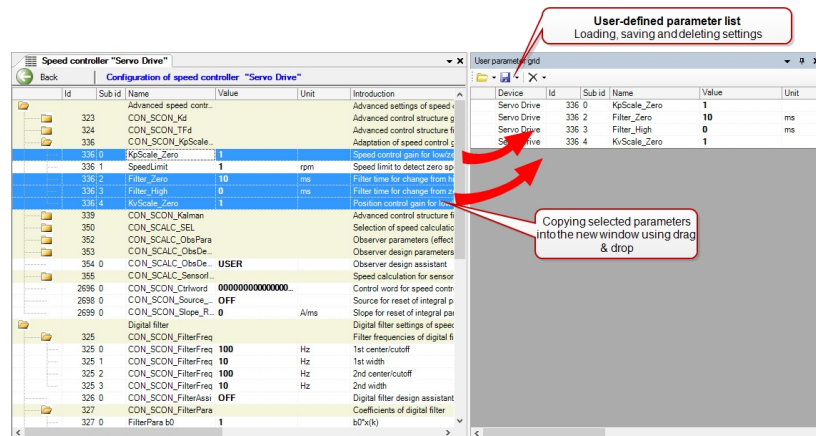 User-defined parameter list
Loading, saving and deleting settings
Speed controller "Servo Drive"
Back
Configuration of speed controller "Servo Drive"
Id Sub id Name Value Unit Introduction
Advanced speed contr... Advanced settings of speed
323 CON_SCON_Kd Advanced control structure g
324 CON_SCON_TFd Advanced control structure fi
336 CON_SCON_KpScale... Adaptation of speed control g
336 0 KpScale_Zero 1 Speed control gain for low/ze
336 1 SpeedLimit 1 rpm Speed limit to detect zero sp
336 2 Filter_Zero 10 ms Filter time for change from hi
336 3 Filter_High 0 ms Filter time for change from ze
336 4 KvScale_Zero 1 Position control gain for low/
339 CON_SCON_Kalman Advanced control structure fi
350 CON_SCALC_SEL Selection of speed calculatic
352 CON_SCALC_ObsPara Observer parameters (effect
353 CON_SCALC_ObsDe... Observer design parameters
354 0 CON_SCALC_ObsDe... USER Observer design assistant
355 CON_SCALC_SensorI... Speed calculation for sensor
2696 0 CON_SCON_Ctrlword 0000000000000000... Control word for speed contr
2698 0 CON_SCON_Source_... OFF Source for reset of integral p
2699 0 CON_SCON_Slope_R... 0 A/ms Slope for reset of integral par
Digital filter Digital filter settings of speed
325 CON_SCON_FilterFreq Filter frequencies of digital fi
325 0 CON_SCON_FilterFreq 100 Hz 1st center/cutoff
325 1 CON_SCON_FilterFreq 10 Hz 1st width
325 2 CON_SCON_FilterFreq 100 Hz 2nd center/cutoff
325 3 CON_SCON_FilterFreq 10 Hz 2nd width
326 0 CON_SCON_FilterAssi OFF Digital filter design assistant
327 CON_SCON_FilterPara Coefficients of digital filter
327 0 FilterPara b0 1 b0*x(k)
User parameter grid
Device Id Sub id Name Value Unit
Servo Drive 336 0 KpScale_Zero 1
Servo Drive 336 2 Filter_Zero 10 ms
Servo Drive 336 3 Filter_High 0 ms
Drive 336 4 KvScale_Zero 1
Copying selected parameters
into the new window using drag
& drop